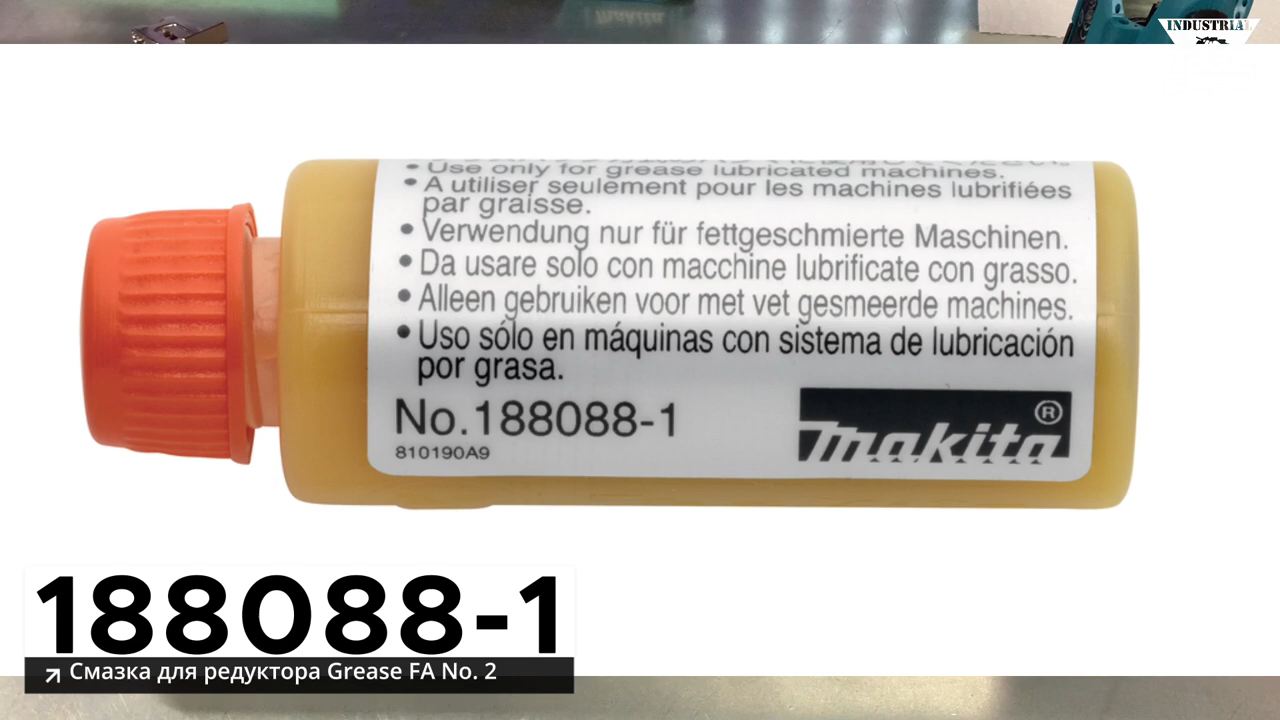 makita
INDUSTRIAL
• Use only for grease lubricated machines.
• A utiliser seulement pour les machines lubrifiées
par graisse.
• Verwendung nur für fettgeschmierte Maschinen.
• Da usare solo con macchine lubrificate con grasso.
• Alleen gebruiken voor met vet gesmeerde machines.
• Uso sólo en máquinas con sistema de lubricación
por grasa.
No.188088-1
810190A9
makita®
188088-1
Смазка для редуктора Grease FA No. 2